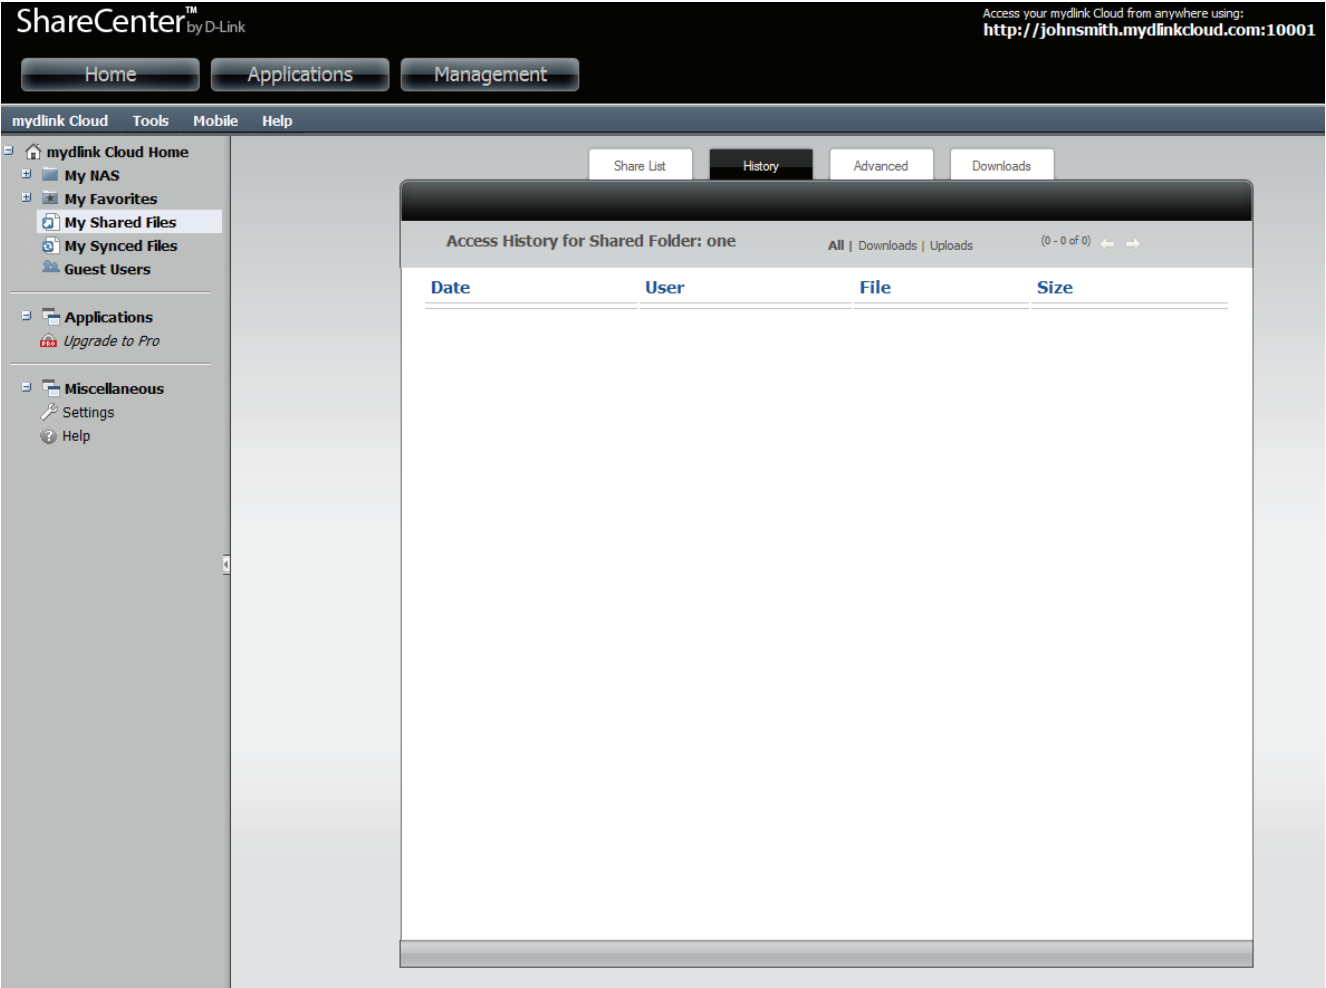 ShareCenter™ by D-Link
Access your mydlink Cloud from anywhere using:
http://johnsmith.mydlinkcloud.com:10001
Home Applications Management
mydlink Cloud Tools Mobile Help
mydlink Cloud Home
My NAS
My Favorites
My Shared Files
My Synced Files
Guest Users
Applications
PRO Upgrade to Pro
Miscellaneous
Settings
Help
Share List History Advanced Downloads
Access History for Shared Folder: one All | Downloads | Uploads (0 - 0 of 0)
Date User File Size